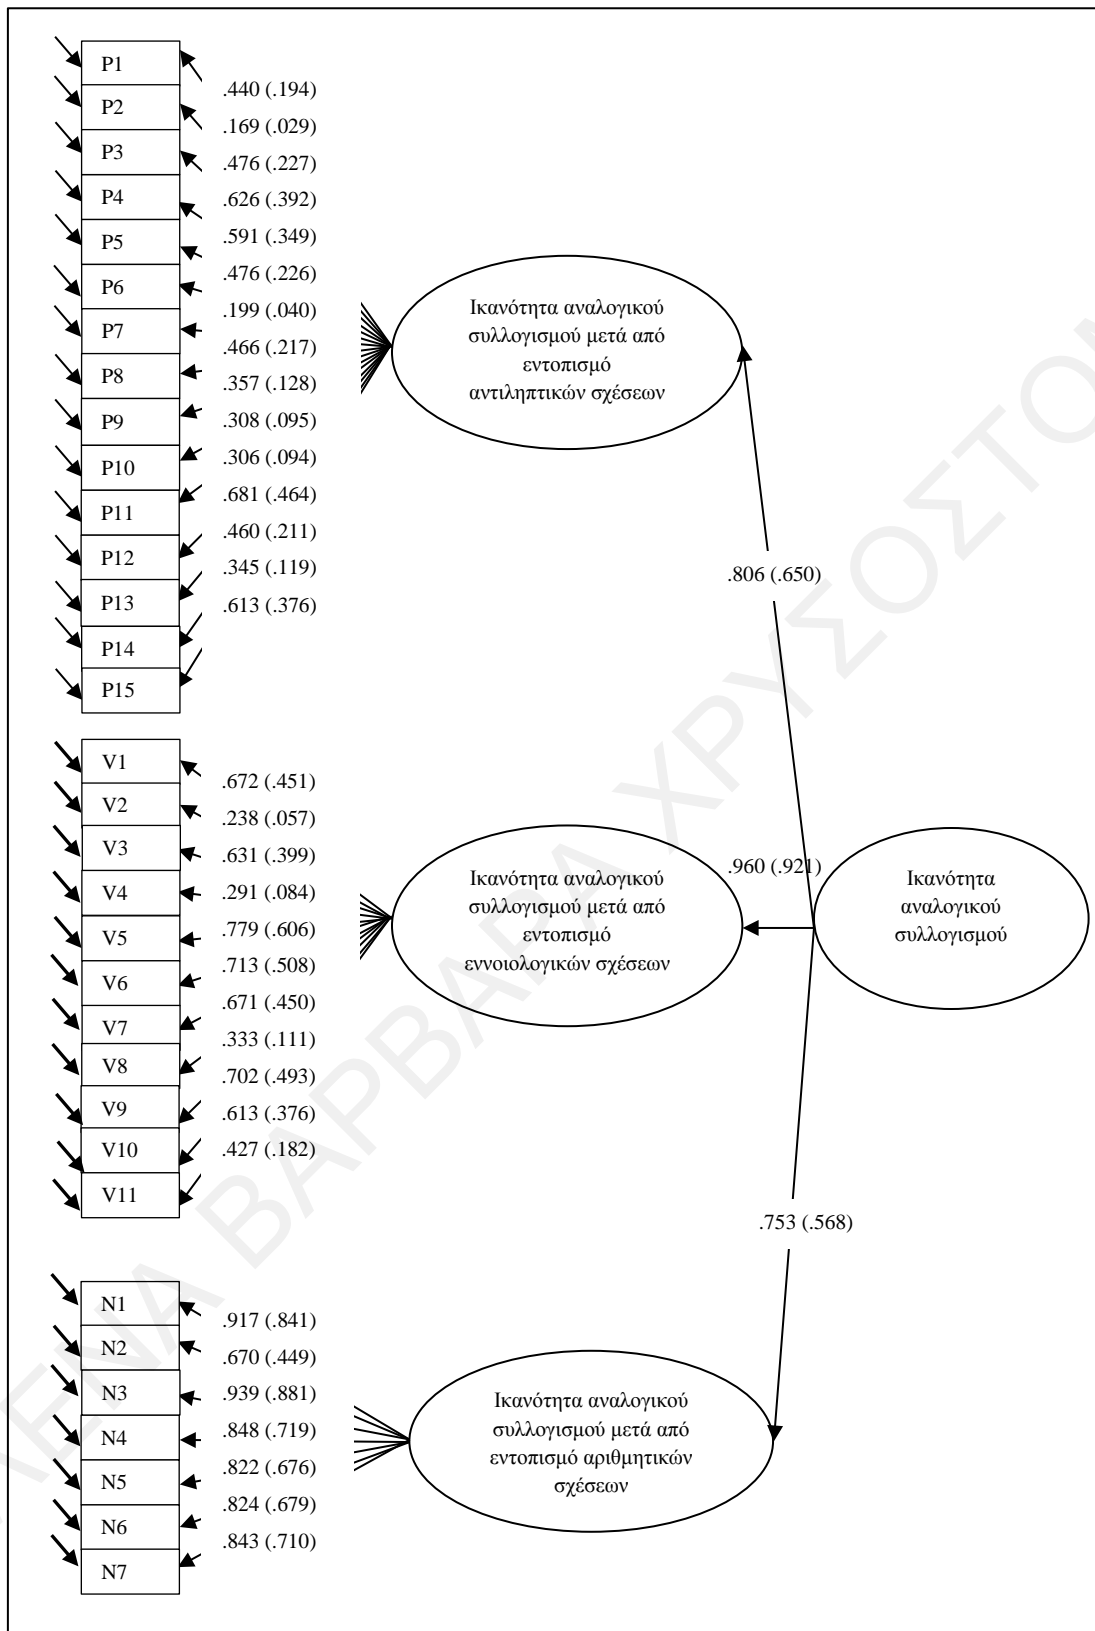 P1
P2
P3
P4
P5
P6
P7
P8
P9
P10
P11
P12
P13
P14
P15
.440 (.194)
.169 (.029)
.476 (.227)
.626 (.392)
.591 (.349)
.476 (.226)
.199 (.040)
.466 (.217)
.357 (.128)
.308 (.095)
.306 (.094)
.681 (.464)
.460 (.211)
.345 (.119)
.613 (.376)
Ικανότητα αναλογικού
συλλογισμού μετά από
εντοπισμό
αντιληπτικών σχέσεων
.806 (.650)
V1
V2
V3
V4
V5
V6
V7
V8
V9
V10
V11
.672 (.451)
.238 (.057)
.631 (.399)
.291 (.084)
.779 (.606)
.713 (.508)
.671 (.450)
.333 (.111)
.702 (.493)
.613 (.376)
.427 (.182)
Ικανότητα αναλογικού
συλλογισμού μετά από
εντοπισμό
εννοιολογικών σχέσεων
.960 (.921)
Ικανότητα
αναλογικού
συλλογισμού
.753 (.568)
N1
N2
N3
N4
N5
N6
N7
.917 (.841)
.670 (.449)
.939 (.881)
.848 (.719)
.822 (.676)
.824 (.679)
.843 (.710)
Ικανότητα αναλογικού
συλλογισμού μετά από
εντοπισμό αριθμητικών
σχέσεων
ΒΑΡΒΑΡΑ